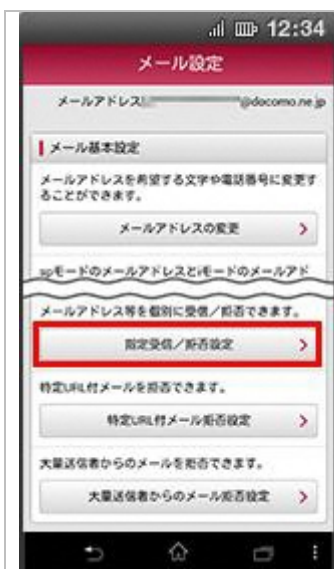 12:34
メール設定
メールアドレス @docomo.ne.jp
メール基本設定
メールアドレスを希望する文字や電話番号に変更す
ることができます。
メールアドレスの変更
spモードのメールアドレスとiモードのメールアド
メールアドレス等を個別に受信/拒否できます。
指定受信/拒否設定
特定URL付メールを拒否できます。
特定URL付メール拒否設定
大量送信者からのメールを拒否できます。
大量送信者からのメール拒否設定